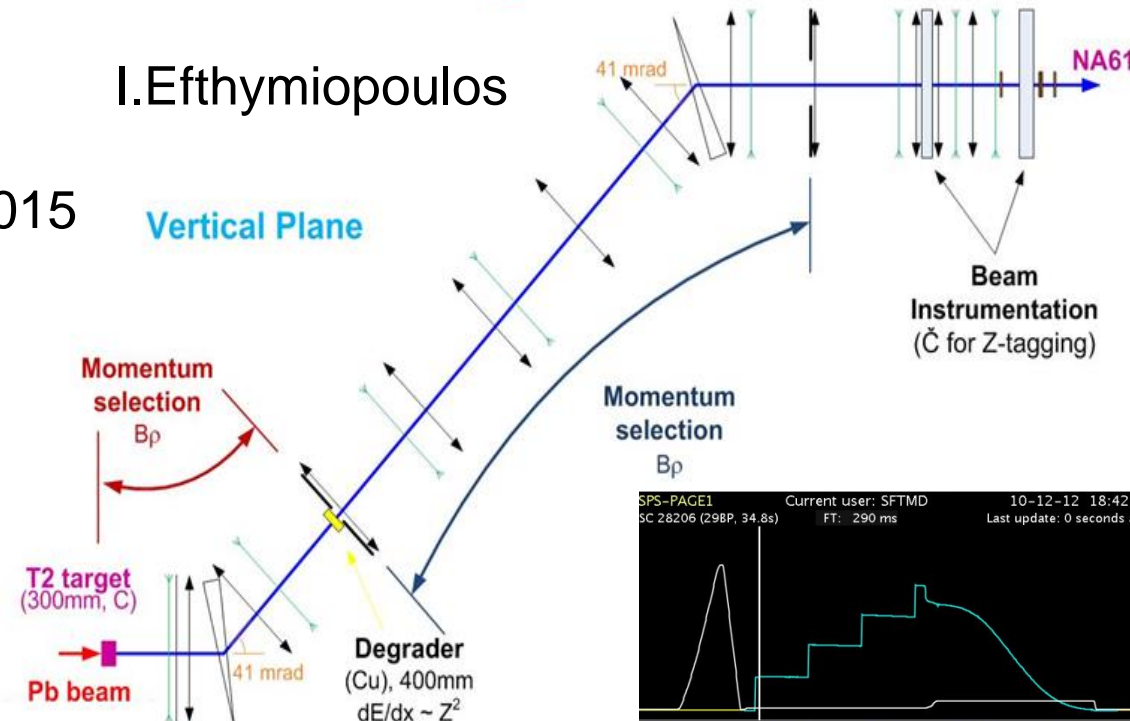 I.Efthymiopoulos
015
Vertical Plane
41 mrad
NA61
Beam
Instrumentation
(Č for Z-tagging)
Momentum
selection
Bρ
Momentum
selection
Bρ
T2 target
(300mm, C)
Pb beam
41 mrad
Degrader
(Cu), 400mm
dE/dx ~ Z²
SPS-PAGE1 Current user: SFTMD 10-12-12 18:42
SC 28206 (29BP, 34.8s) FT: 290 ms Last update: 0 seconds